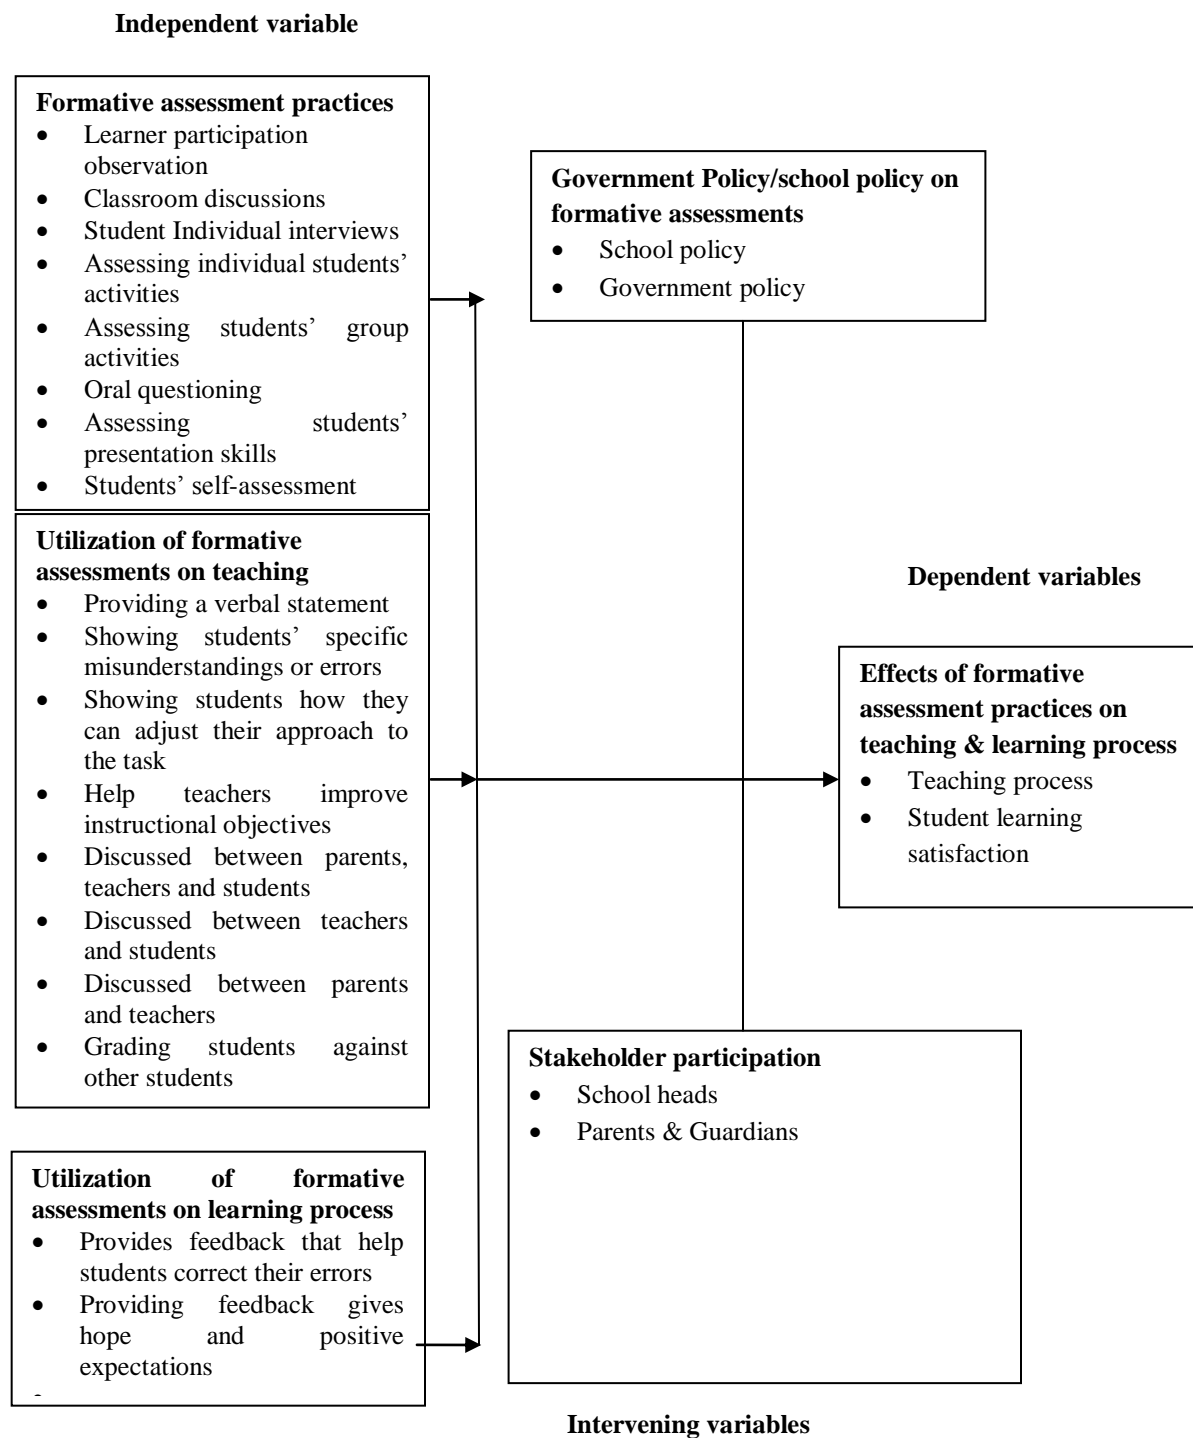 Independent variable
Formative assessment practices
• Learner participation
observation
• Classroom discussions
• Student Individual interviews
• Assessing individual students’
activities
• Assessing students’ group
activities
• Oral questioning
• Assessing students’
presentation skills
• Students’ self-assessment
Utilization of formative
assessments on teaching
• Providing a verbal statement
• Showing students’ specific
misunderstandings or errors
• Showing students how they
can adjust their approach to
the task
• Help teachers improve
instructional objectives
• Discussed between parents,
teachers and students
• Discussed between teachers
and students
• Discussed between parents
and teachers
• Grading students against
other students
Utilization of formative
assessments on learning process
• Provides feedback that help
students correct their errors
• Providing feedback gives
hope and positive
expectations
Government Policy/school policy on
formative assessments
• School policy
• Government policy
Stakeholder participation
• School heads
• Parents & Guardians
Intervening variables
Dependent variables
Effects of formative
assessment practices on
teaching & learning process
• Teaching process
• Student learning
satisfaction